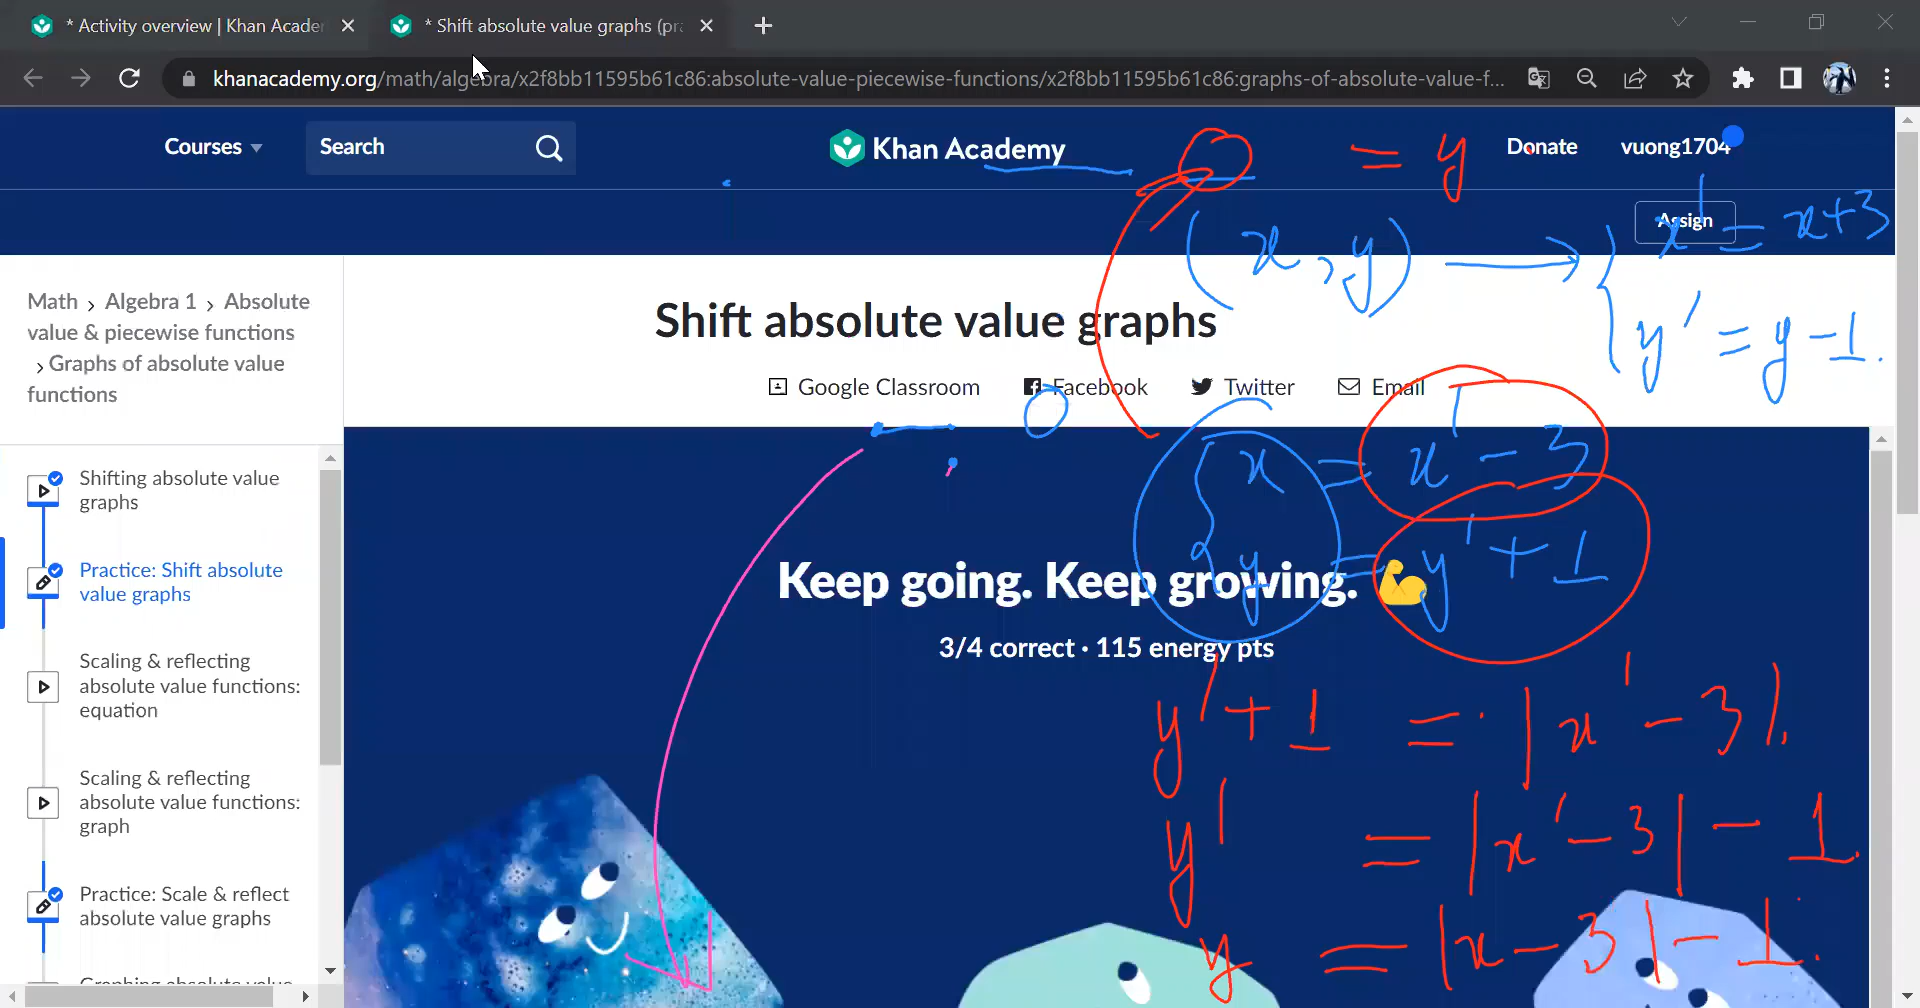 * Activity overview | Khan Acade
* Shift absolute value graphs (pra
khanacademy.org/math/algebra/x2f8bb11595b61c86:absolute-value-piecewise-functions/x2f8bb11595b61c86:graphs-of-absolute-value-f...
Courses
Search
Khan Academy
Donate
vuong1704
= y
Assign
(x, y) → { x' = x+3
y' = y-1.
Math > Algebra 1 > Absolute
value & piecewise functions
> Graphs of absolute value
functions
Shift absolute value graphs
Google Classroom
Facebook
Twitter
Email
{ x = x' - 3
y = y' + 1
Shifting absolute value
graphs
Practice: Shift absolute
value graphs
Scaling & reflecting
absolute value functions:
equation
Scaling & reflecting
absolute value functions:
graph
Practice: Scale & reflect
absolute value graphs
Graphing absolute value
Keep going. Keep growing. 💪
3/4 correct · 115 energy pts
y' + 1 = |x' - 3|.
y' = |x' - 3| - 1.
y = |x - 3| - 1.